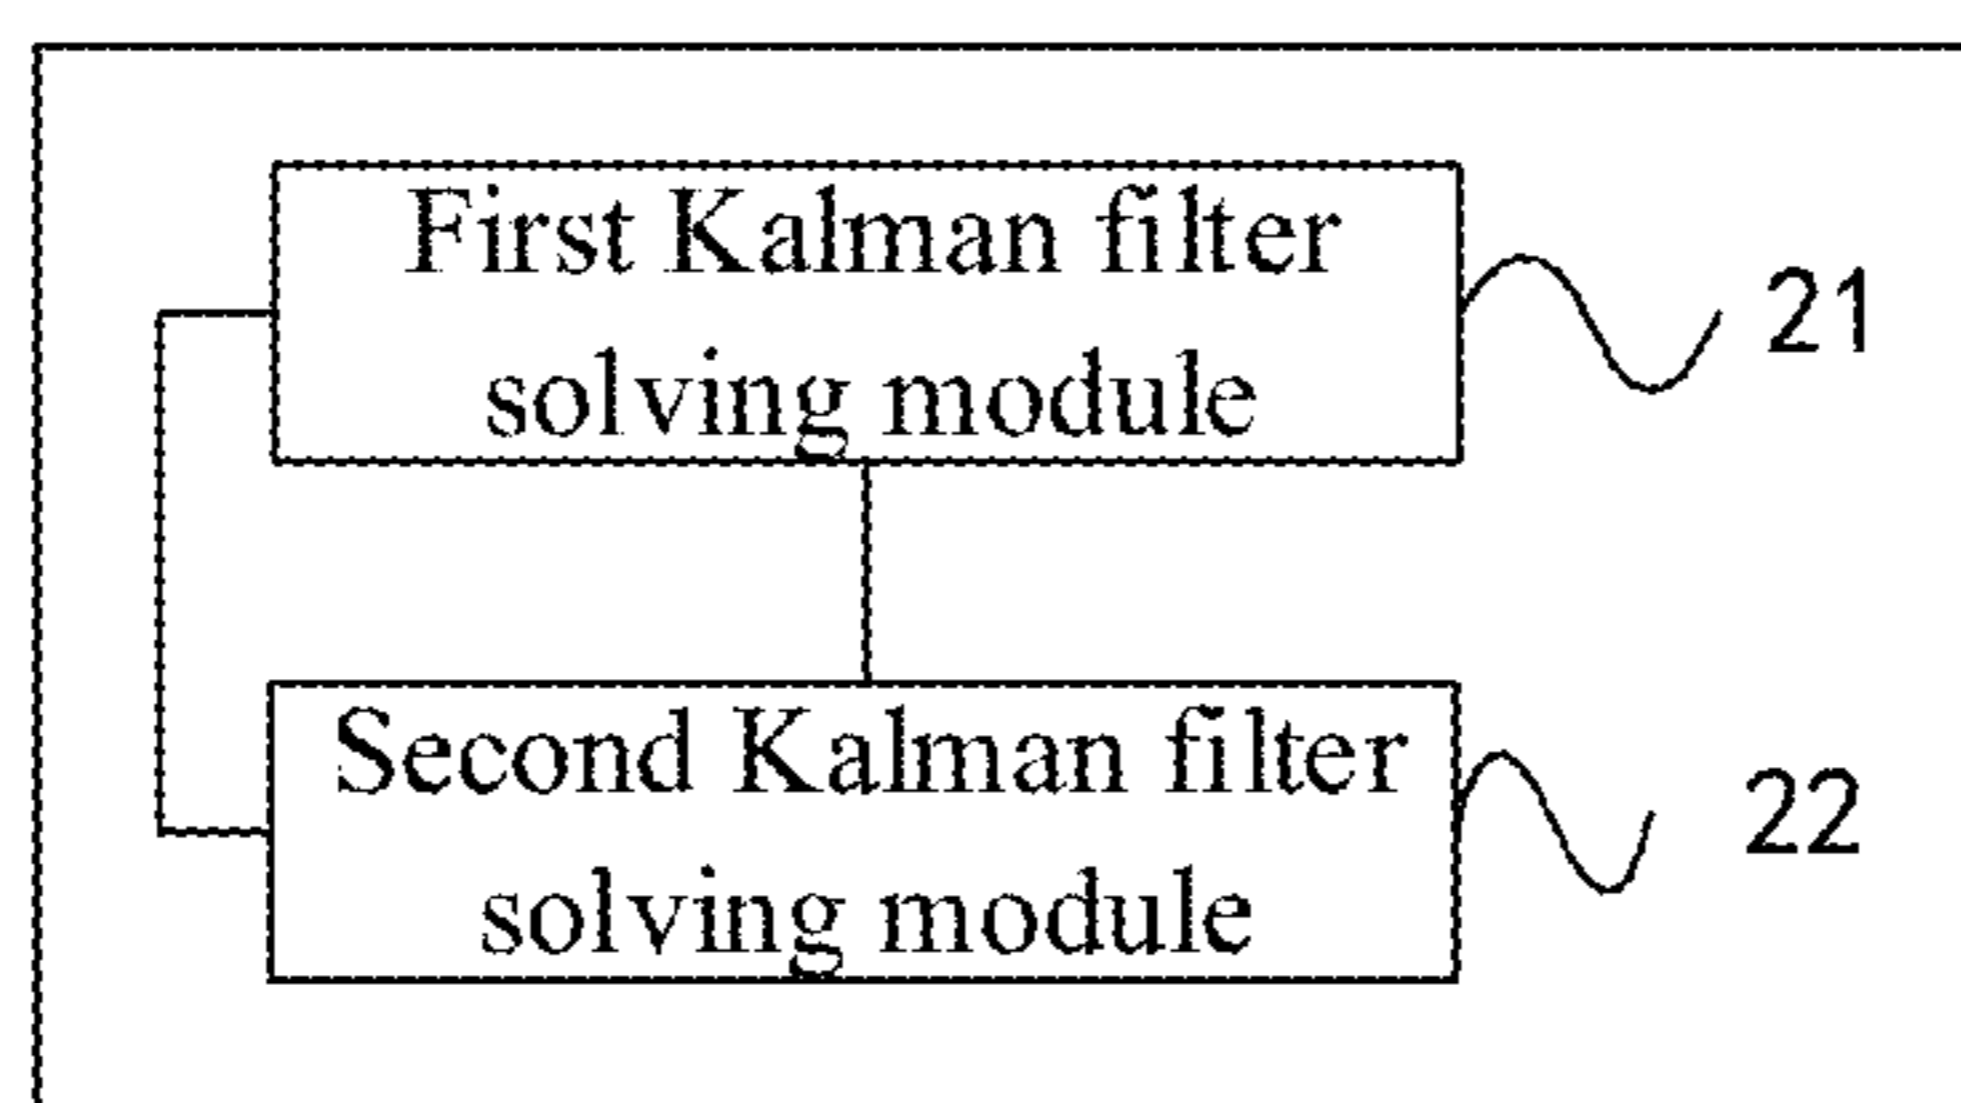 First Kalman filter
solving module
21
Second Kalman filter
solving module
22